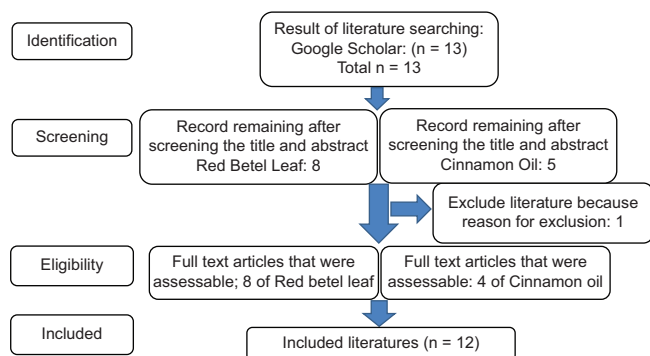 Identification
Result of literature searching:
Google Scholar: (n = 13)
Total n = 13
Screening
Record remaining after
screening the title and abstract
Red Betel Leaf: 8
Record remaining after
screening the title and abstract
Cinnamon Oil: 5
Exclude literature because
reason for exclusion: 1
Eligibility
Full text articles that were
assessable; 8 of Red betel leaf
Full text articles that were
assessable: 4 of Cinnamon oil
Included
Included literatures (n = 12)